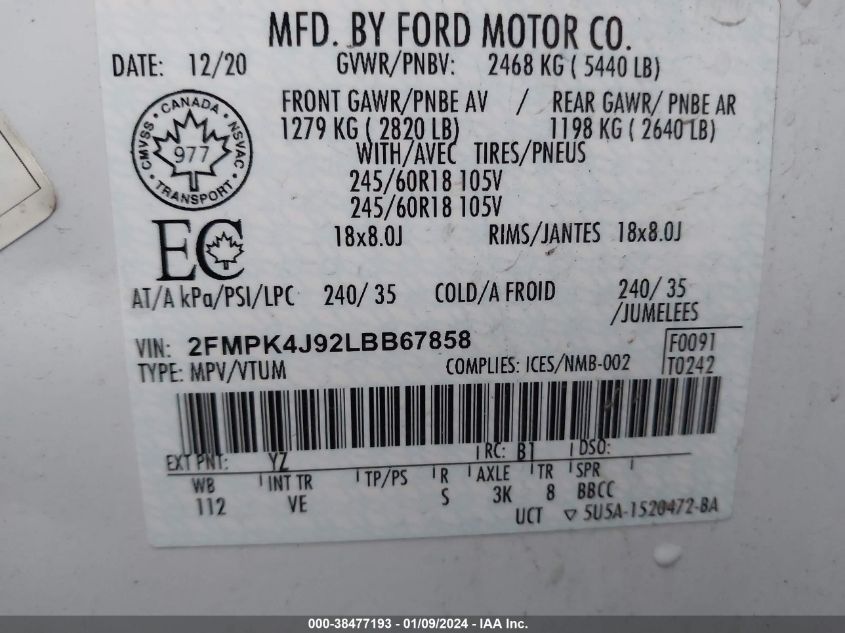 MFD. BY FORD MOTOR CO.
DATE: 12/20 GVWR/PNBV: 2468 KG ( 5440 LB)
FRONT GAWR/PNBE AV / REAR GAWR/ PNBE AR
1279 KG ( 2820 LB) 1198 KG ( 2640 LB)
WITH/AVEC TIRES/PNEUS
245/60R18 105V
245/60R18 105V
18x8.0J RIMS/JANTES 18x8.0J
CANADA
CMVSS NSVAC
977
TRANSPORT
EC
AT/A kPa/PSI/LPC 240/ 35 COLD/A FROID 240/ 35
/JUMELEES
VIN: 2FMPK4J92LBB67858 F0091
TYPE: MPV/VTUM COMPLIES: ICES/NMB-002 T0242
EXT PNT: YZ RC: B1 DSO:
WB INT TR TP/PS R AXLE TR SPR
112 VE S 3K 8 BBCC
UCT ▽ 5U5A-1520472-BA
000-38477193 - 01/09/2024 - IAA Inc.